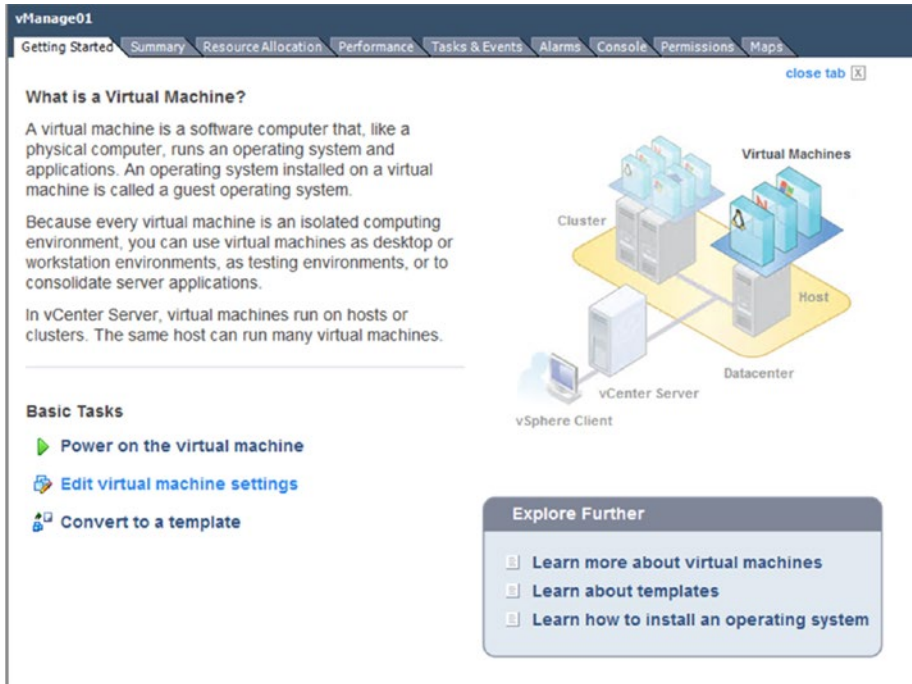 vManage01
Getting Started Summary Resource Allocation Performance Tasks & Events Alarms Console Permissions Maps
close tab X
What is a Virtual Machine?
A virtual machine is a software computer that, like a
physical computer, runs an operating system and
applications. An operating system installed on a virtual
machine is called a guest operating system.
Because every virtual machine is an isolated computing
environment, you can use virtual machines as desktop or
workstation environments, as testing environments, or to
consolidate server applications.
In vCenter Server, virtual machines run on hosts or
clusters. The same host can run many virtual machines.
Virtual Machines
Cluster
Host
Datacenter
vCenter Server
vSphere Client
Basic Tasks
Power on the virtual machine
Edit virtual machine settings
Convert to a template
Explore Further
Learn more about virtual machines
Learn about templates
Learn how to install an operating system